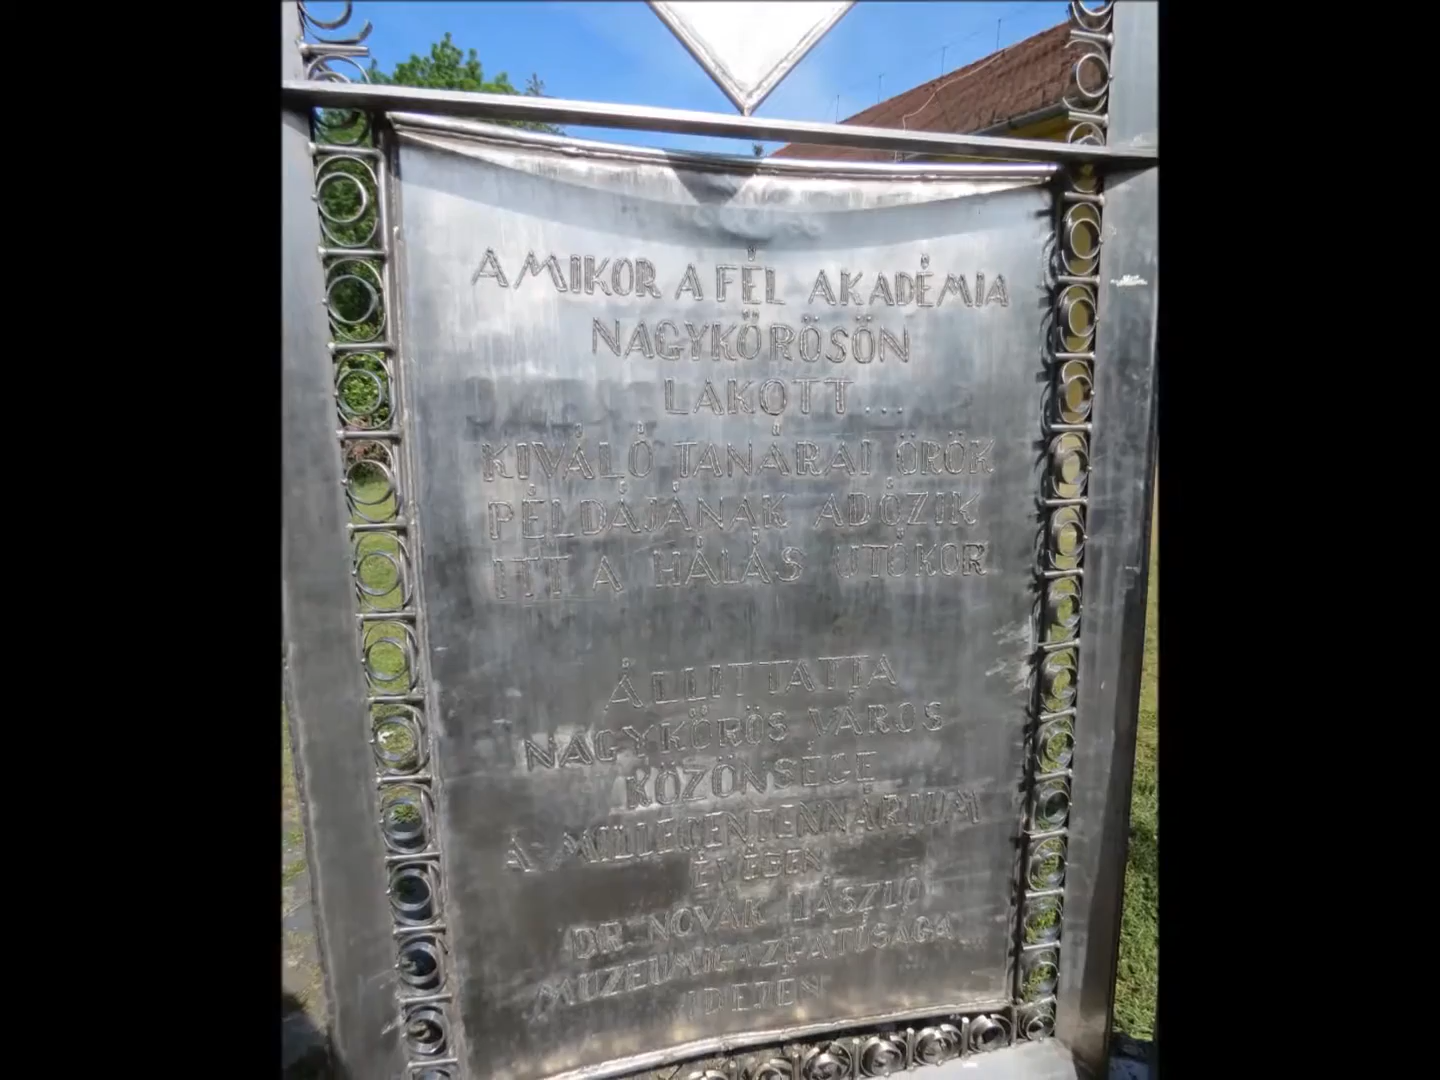 AMIKOR A FÉL AKADÉMIA
NAGYKŐRÖSÖN
LAKOTT...
KIVÁLÓ TANÁRAI ÖRÖK
PÉLDÁJÁNAK ADÓZIK
ITT A HÁLÁS UTÓKOR
ÁLLITTATTA
NAGYKŐRÖS VÁROS
KÖZÖNSÉGE
A MILLECENTENNÁRIUM
ÉVÉBEN
DR NOVÁK LÁSZLÓ
MÚZEUMIGAZGATÓSÁGA
IDEJÉN